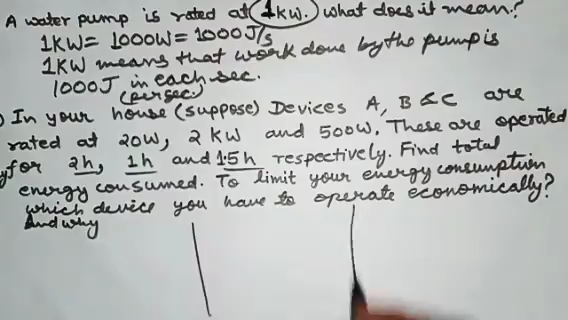 A water pump is rated at 1KW. what does it mean?
1KW = 1000W = 1000J/s
1KW means that work done by the pump is
1000J in each sec.
(per sec.)
) In your house (suppose) Devices A, B & C are
rated at 20W, 2 KW and 500W. These are operated
for 2h, 1h and 1.5h respectively. Find total
energy consumed. To limit your energy consumption
which device you have to operate economically?
And why